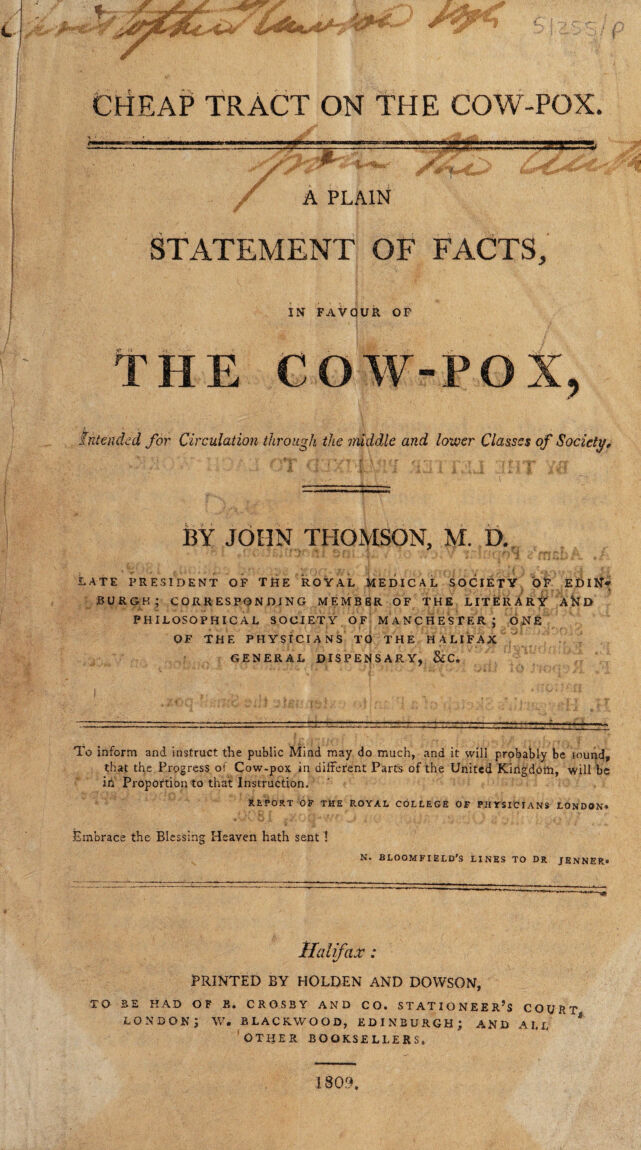 Christopher Rawson Esqr
51255/p
CHEAP TRACT ON THE COW-POX.
from the Auth
A PLAIN
STATEMENT OF FACTS,
IN FAVOUR OF
THE COW-POX,
Intended for Circulation through the middle and lower Classes of Society.
BY JOHN THOMSON, M. D.
LATE PRESIDENT OF THE ROYAL MEDICAL SOCIETY OF EDIN-
BURGH; CORRESPONDING MEMBER OF THE LITERARY AND
PHILOSOPHICAL SOCIETY OF MANCHESTER; ONE
OF THE PHYSICIANS TO THE HALIFAX
GENERAL DISPENSARY, &C.
To inform and instruct the public Mind may do much, and it will probably be found,
that the Progress of Cow-pox in different Parts of the United Kingdom, will be
in Proportion to that Instruction.
REPORT OF THE ROYAL COLLEGE OF PHYSICIANS LONDON.
Embrace the Blessing Heaven hath sent!
N. BLOOMFIELD'S LINES TO DR JENNER.
Halifax:
PRINTED BY HOLDEN AND DOWSON,
TO BE HAD OF B. CROSBY AND CO. STATIONEER'S COURT,
LONDON; W. BLACKWOOD, EDINBURGH; AND ALL
OTHER BOOKSELLERS.
1809.